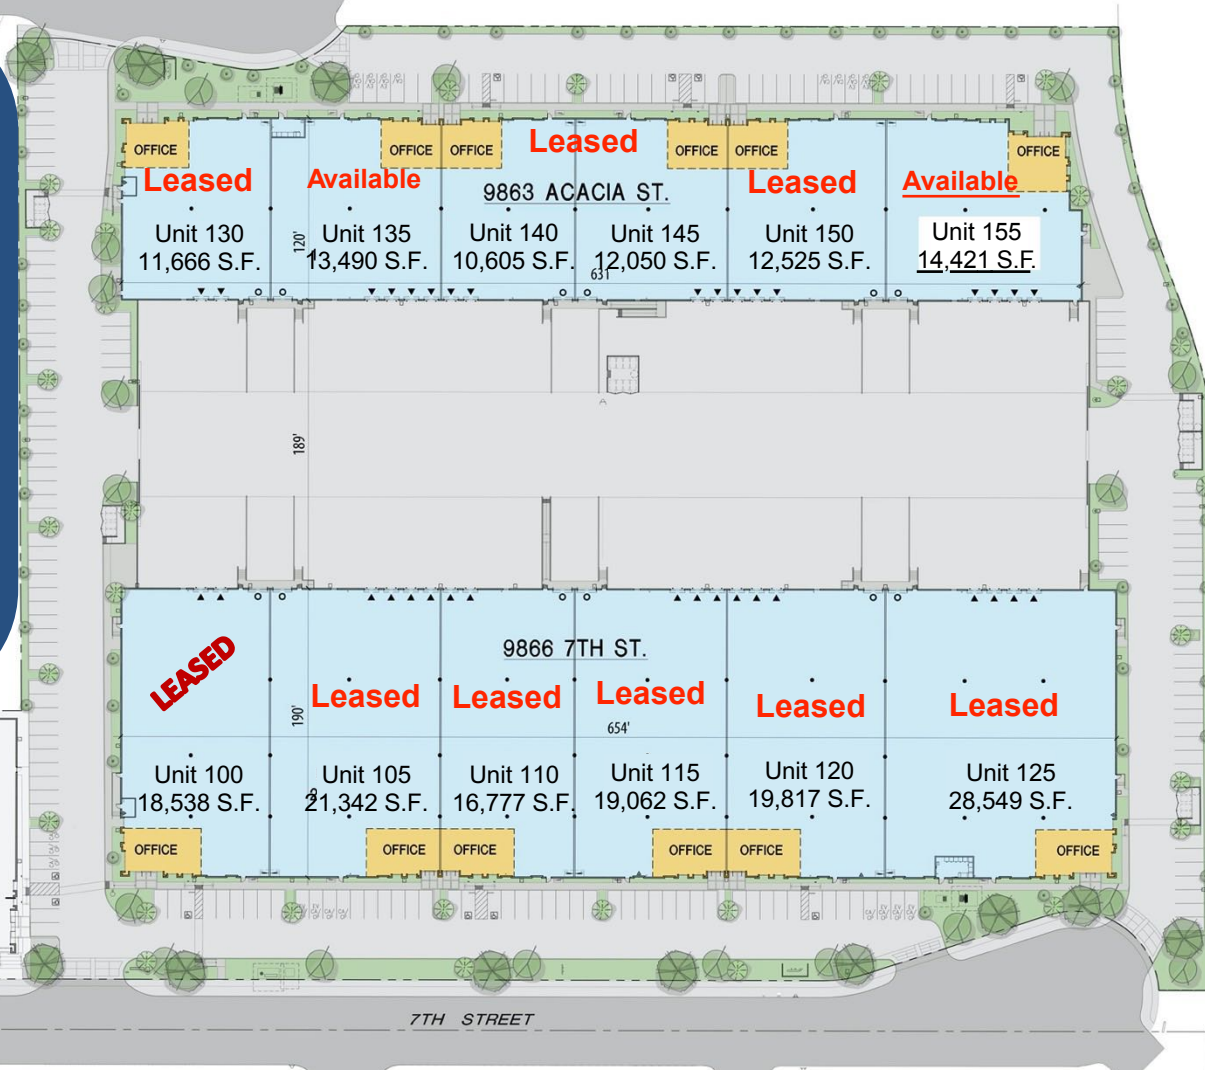 OFFICE
OFFICE
OFFICE
Leased
OFFICE
OFFICE
OFFICE
Leased
Available
9863 ACACIA ST.
Leased
Available
Unit 130
11,666 S.F.
120'
Unit 135
13,490 S.F.
Unit 140
10,605 S.F.
Unit 145
12,050 S.F.
Unit 150
12,525 S.F.
Unit 155
14,421 S.F.
631'
A
189'
9866 7TH ST.
LEASED
Leased
Leased
Leased
Leased
Leased
190'
654'
Unit 100
18,538 S.F.
Unit 105
21,342 S.F.
Unit 110
16,777 S.F.
Unit 115
19,062 S.F.
Unit 120
19,817 S.F.
Unit 125
28,549 S.F.
OFFICE
OFFICE
OFFICE
OFFICE
OFFICE
OFFICE
7TH STREET